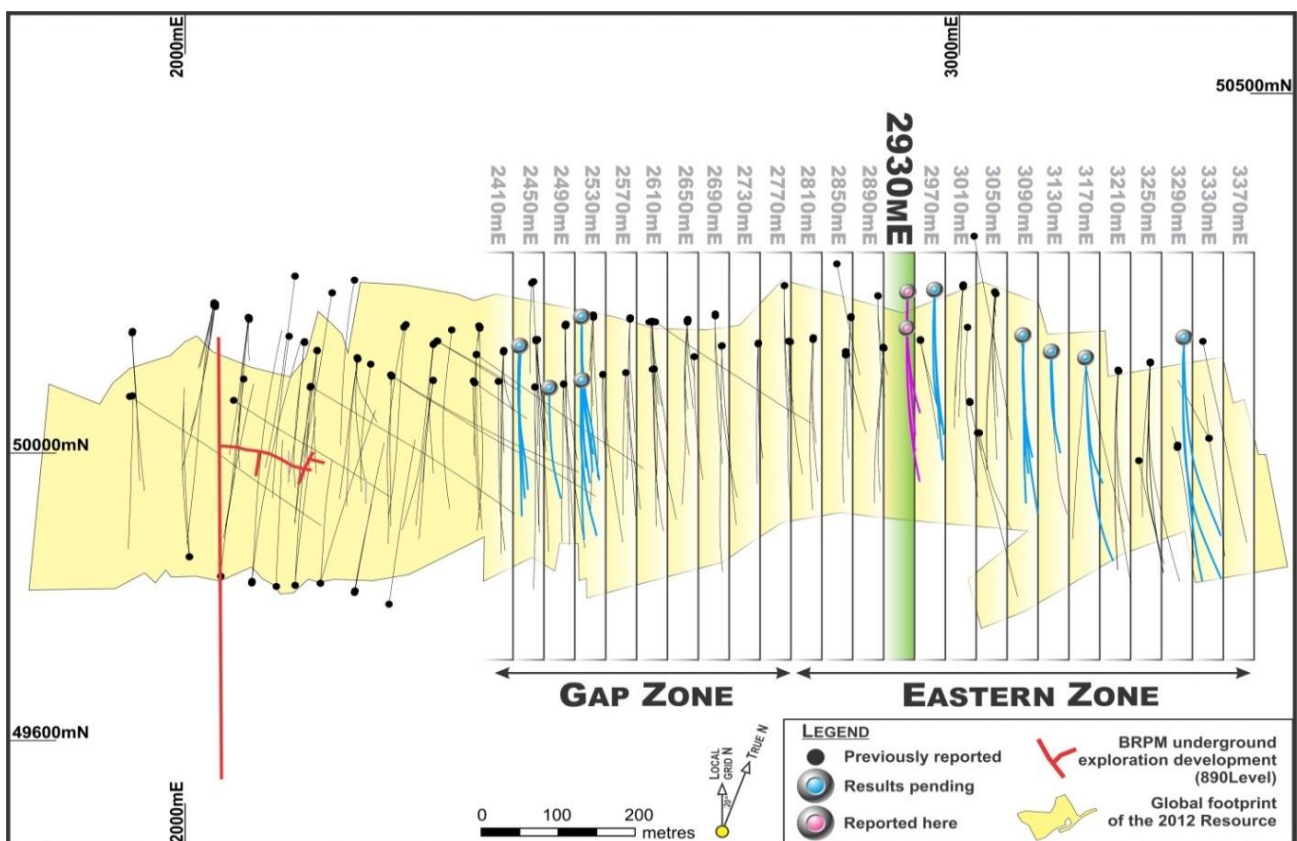 2000mE
3000mE
50500mN
2410mE
2450mE
2490mE
2530mE
2570mE
2610mE
2650mE
2690mE
2730mE
2770mE
2810mE
2850mE
2890mE
2930mE
2970mE
3010mE
3050mE
3090mE
3130mE
3170mE
3210mE
3250mE
3290mE
3330mE
3370mE
50000mN
GAP ZONE
EASTERN ZONE
49600mN
2000mE
0 100 200
metres
LOCAL
GRID N
TRUE N
20°
LEGEND
Previously reported
Results pending
Reported here
BRPM underground
exploration development
(890Level)
Global footprint
of the 2012 Resource